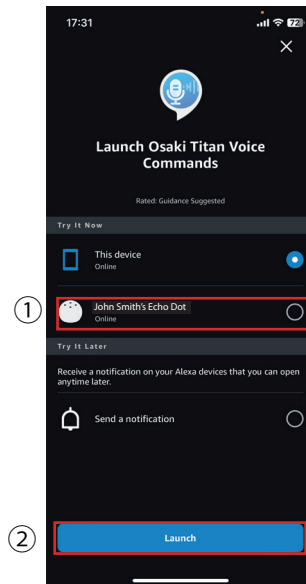 17:31
72
Launch Osaki Titan Voice
Commands
Rated: Guidance Suggested
Try It Now
This device
Online
1
John Smith's Echo Dot
Online
Try It Later
Receive a notification on your Alexa devices that you can open
anytime later.
Send a notification
2
Launch